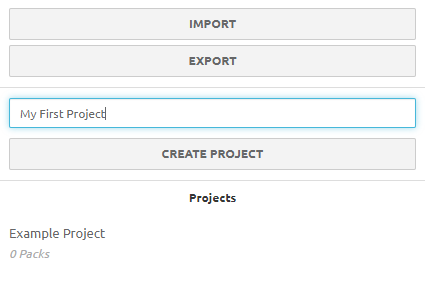 IMPORT
EXPORT
My First Project
CREATE PROJECT
Projects
Example Project
0 Packs